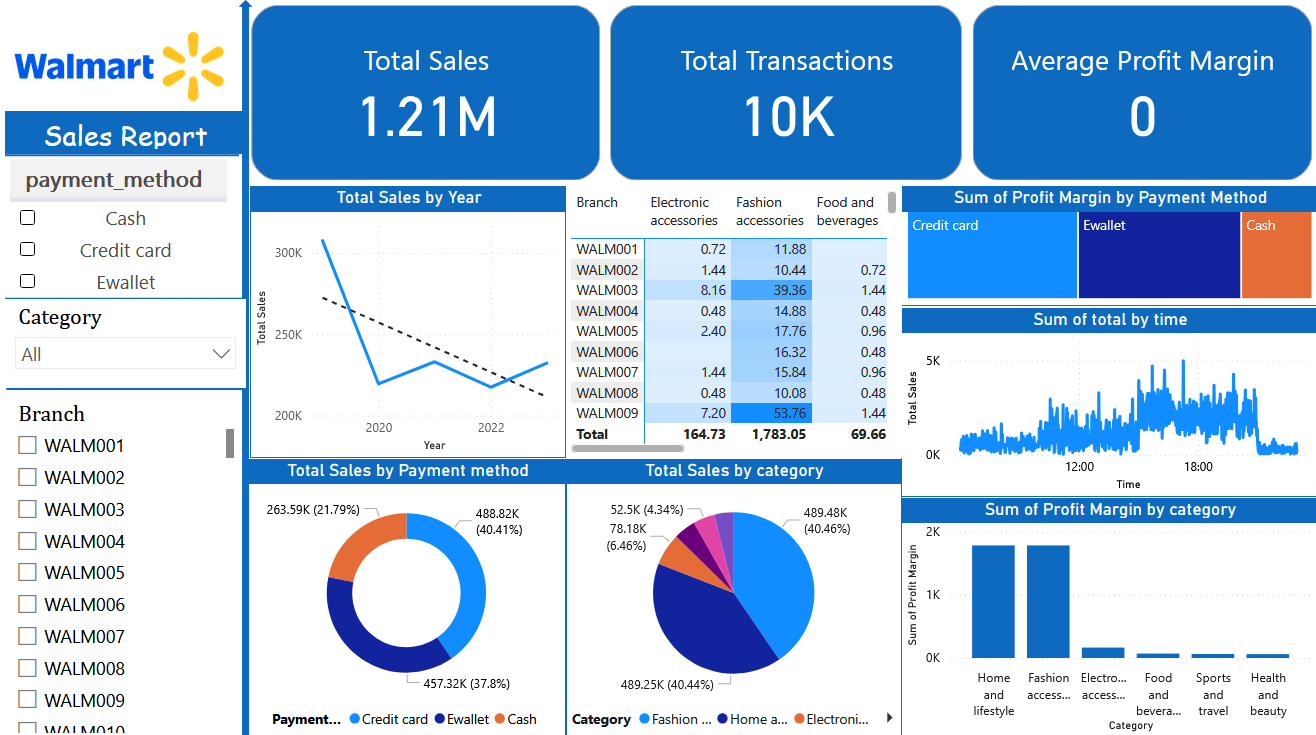 Walmart
Sales Report
payment_method
Cash
Credit card
Ewallet
Category
All
Branch
WALM001
WALM002
WALM003
WALM004
WALM005
WALM006
WALM007
WALM008
WALM009
WALM010
Total Sales
1.21M
Total Transactions
10K
Average Profit Margin
0
Total Sales by Year
Total Sales
300K
250K
200K
2020 2022
Year
Branch Electronic accessories Fashion accessories Food and beverages
WALM001 0.72 11.88
WALM002 1.44 10.44 0.72
WALM003 8.16 39.36 1.44
WALM004 0.48 14.88 0.48
WALM005 2.40 17.76 0.96
WALM006 16.32 0.48
WALM007 1.44 15.84 0.96
WALM008 0.48 10.08 0.48
WALM009 7.20 53.76 1.44
Total 164.73 1,783.05 69.66
Sum of Profit Margin by Payment Method
Credit card Ewallet Cash
Sum of total by time
Total Sales
5K
0K
12:00 18:00
Time
Total Sales by Payment method
263.59K (21.79%)
488.82K
(40.41%)
457.32K (37.8%)
Payment... Credit card Ewallet Cash
Total Sales by category
52.5K (4.34%)
78.18K
(6.46%)
489.48K
(40.46%)
489.25K (40.44%)
Category Fashion ... Home a... Electroni...
Sum of Profit Margin by category
Sum of Profit Margin
2K
1K
0K
Home and lifestyle
Fashion access...
Electro... access...
Food and bevera...
Sports and travel
Health and beauty
Category